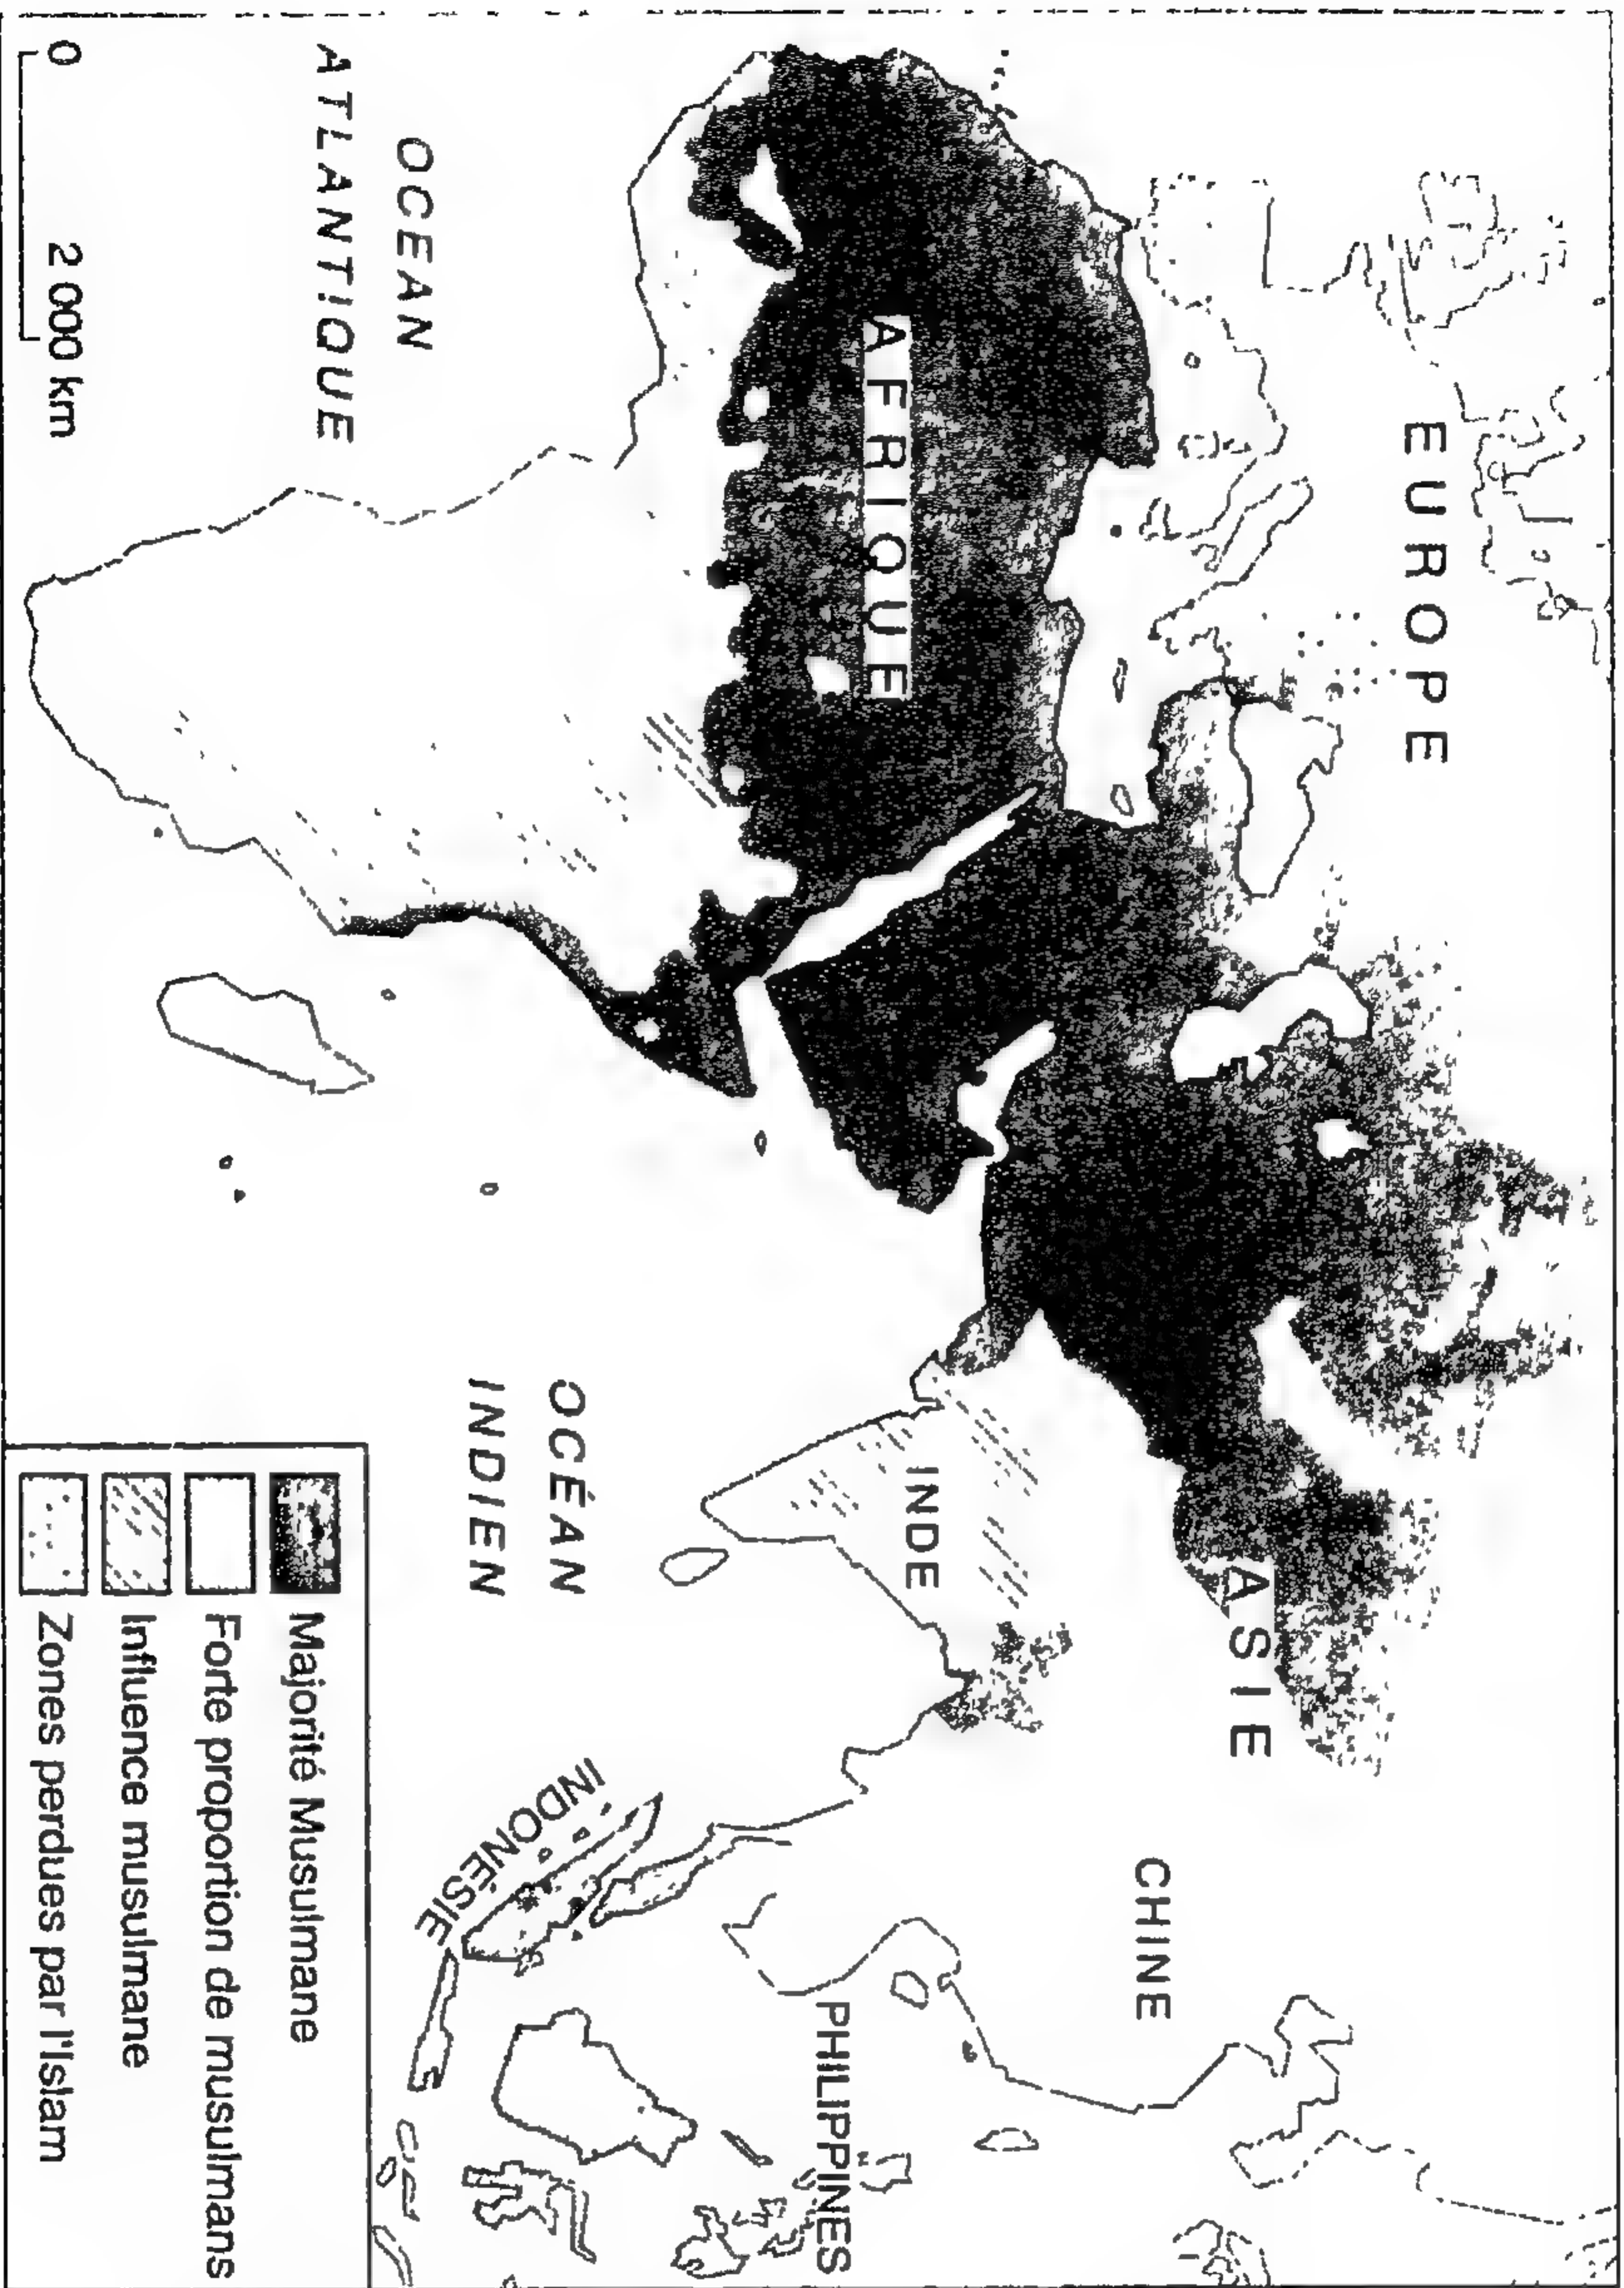 EUROPE
ASIE
CHINE
AFRIQUE
INDE
PHILIPPINES
OCEAN
ATLANTIQUE
OCÉAN
INDIEN
INDONÉSIE
0 2 000 km
Majorité Musulmane
Forte proportion de musulmans
Influence musulmane
Zones perdues par l'Islam